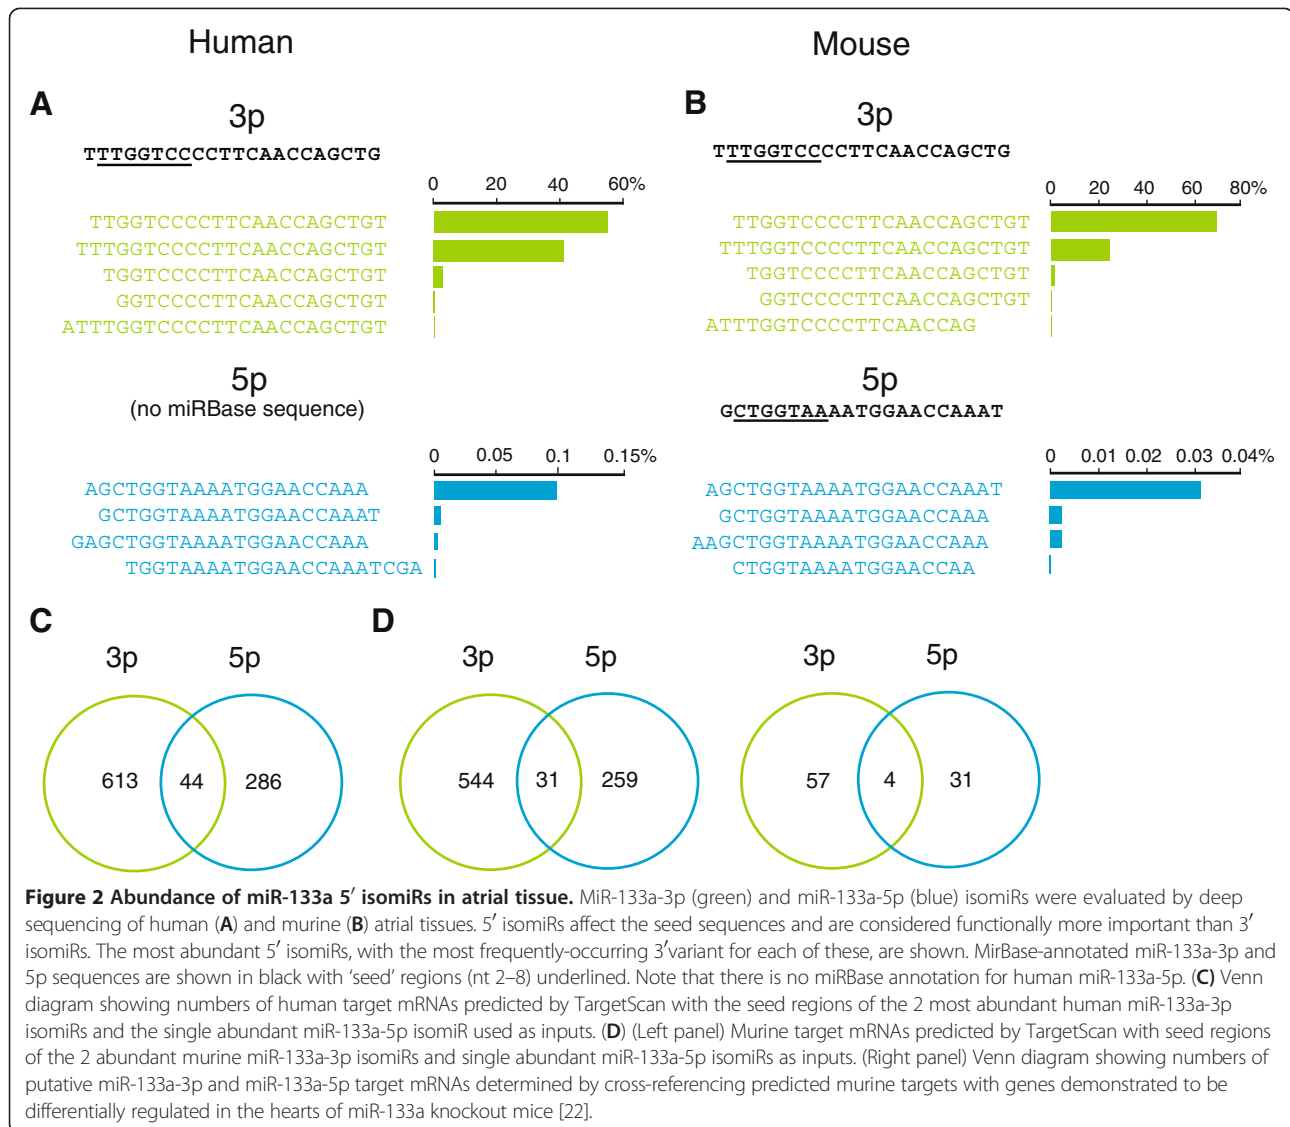 Human
Mouse
A
3p
TTTGGTCCCCTTCAACCAGCTG
0 20 40 60%
TTGGTCCCCTTCAACCAGCTGT
TTTGGTCCCCTTCAACCAGCTGT
TGGTCCCCTTCAACCAGCTGT
GGTCCCCTTCAACCAGCTGT
ATTTGGTCCCCTTCAACCAGCTGT
5p
(no miRBase sequence)
0 0.05 0.1 0.15%
AGCTGGTAAAATGGAACCAAA
GCTGGTAAAATGGAACCAAAT
GAGCTGGTAAAATGGAACCAAA
TGGTAAAATGGAACCAAATCGA
B
3p
TTTGGTCCCCTTCAACCAGCTG
0 20 40 60 80%
TTGGTCCCCTTCAACCAGCTGT
TTTGGTCCCCTTCAACCAGCTGT
TGGTCCCCTTCAACCAGCTGT
GGTCCCCTTCAACCAGCTGT
ATTTGGTCCCCTTCAACCAG
5p
GCTGGTAAAATGGAACCAAAT
0 0.01 0.02 0.03 0.04%
AGCTGGTAAAATGGAACCAAAT
GCTGGTAAAATGGAACCAAA
AAGCTGGTAAAATGGAACCAAA
CTGGTAAAATGGAACCAA
C
3p 5p
613 44 286
D
3p 5p
544 31 259
3p 5p
57 4 31
Figure 2 Abundance of miR-133a 5′ isomiRs in atrial tissue. MiR-133a-3p (green) and miR-133a-5p (blue) isomiRs were evaluated by deep
sequencing of human (A) and murine (B) atrial tissues. 5′ isomiRs affect the seed sequences and are considered functionally more important than 3′
isomiRs. The most abundant 5′ isomiRs, with the most frequently-occurring 3′variant for each of these, are shown. MirBase-annotated miR-133a-3p and
5p sequences are shown in black with ‘seed’ regions (nt 2–8) underlined. Note that there is no miRBase annotation for human miR-133a-5p. (C) Venn
diagram showing numbers of human target mRNAs predicted by TargetScan with the seed regions of the 2 most abundant human miR-133a-3p
isomiRs and the single abundant miR-133a-5p isomiR used as inputs. (D) (Left panel) Murine target mRNAs predicted by TargetScan with seed regions
of the 2 abundant murine miR-133a-3p isomiRs and single abundant miR-133a-5p isomiRs as inputs. (Right panel) Venn diagram showing numbers of
putative miR-133a-3p and miR-133a-5p target mRNAs determined by cross-referencing predicted murine targets with genes demonstrated to be
differentially regulated in the hearts of miR-133a knockout mice [22].